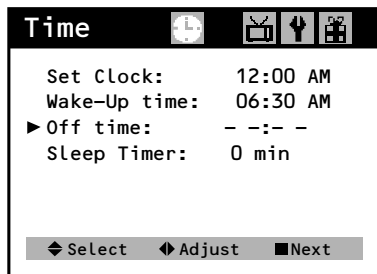 Time
Set Clock: 12:00 AM
Wake-Up time: 06:30 AM
►Off time: – –:– –
Sleep Timer: 0 min
Select Adjust Next